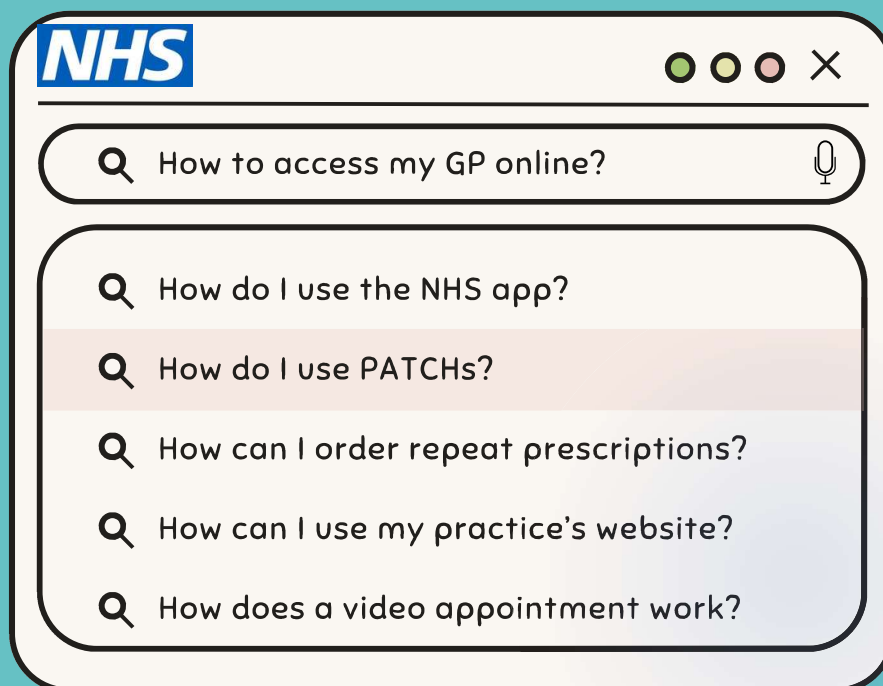 NHS
How to access my GP online?
How do I use the NHS app?
How do I use PATCHs?
How can I order repeat prescriptions?
How can I use my practice’s website?
How does a video appointment work?